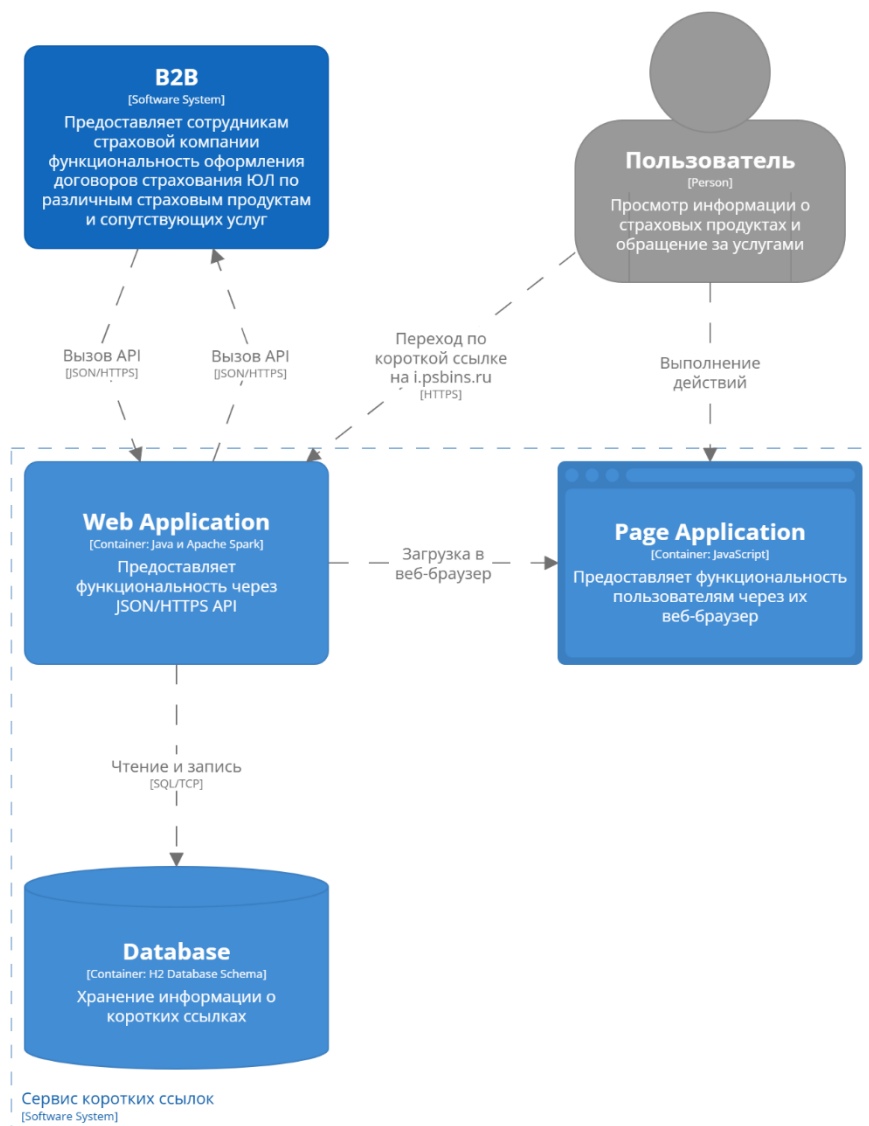 B2B
[Software System]
Предоставляет сотрудникам
страховой компании
функциональность оформления
договоров страхования ЮЛ по
различным страховым продуктам
и сопутствующих услуг
Пользователь
[Person]
Просмотр информации о
страховых продуктах и
обращение за услугами
Вызов API
[JSON/HTTPS]
Вызов API
[JSON/HTTPS]
Переход по
короткой ссылке
на i.psbins.ru
[HTTPS]
Выполнение
действий
Web Application
[Container: Java и Apache Spark]
Предоставляет
функциональность через
JSON/HTTPS API
Загрузка в
веб-браузер
Page Application
[Container: JavaScript]
Предоставляет функциональность
пользователям через их
веб-браузер
Чтение и запись
[SQL/TCP]
Database
[Container: H2 Database Schema]
Хранение информации о
коротких ссылках
Сервис коротких ссылок
[Software System]